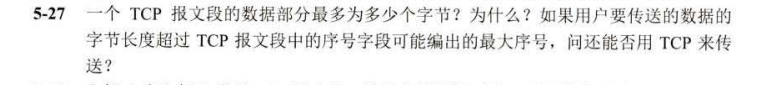 5-27 一个 TCP 报文段的数据部分最多为多少个字节？为什么？如果用户要传送的数据的
字节长度超过 TCP 报文段中的序号字段可能编出的最大序号，问还能否用 TCP 来传
送？